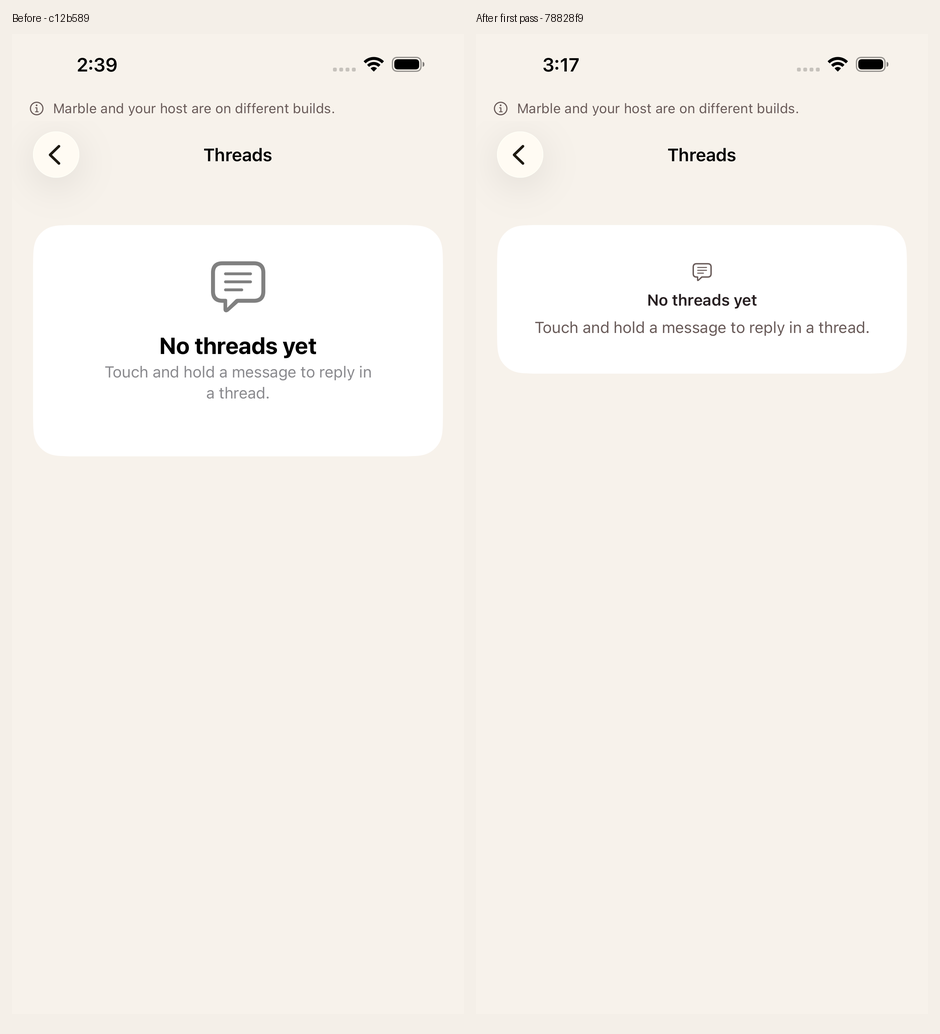 Before - c12b589
2:39
Marble and your host are on different builds.
Threads
No threads yet
Touch and hold a message to reply in
a thread.
After first pass - 78828f9
3:17
Marble and your host are on different builds.
Threads
No threads yet
Touch and hold a message to reply in a thread.